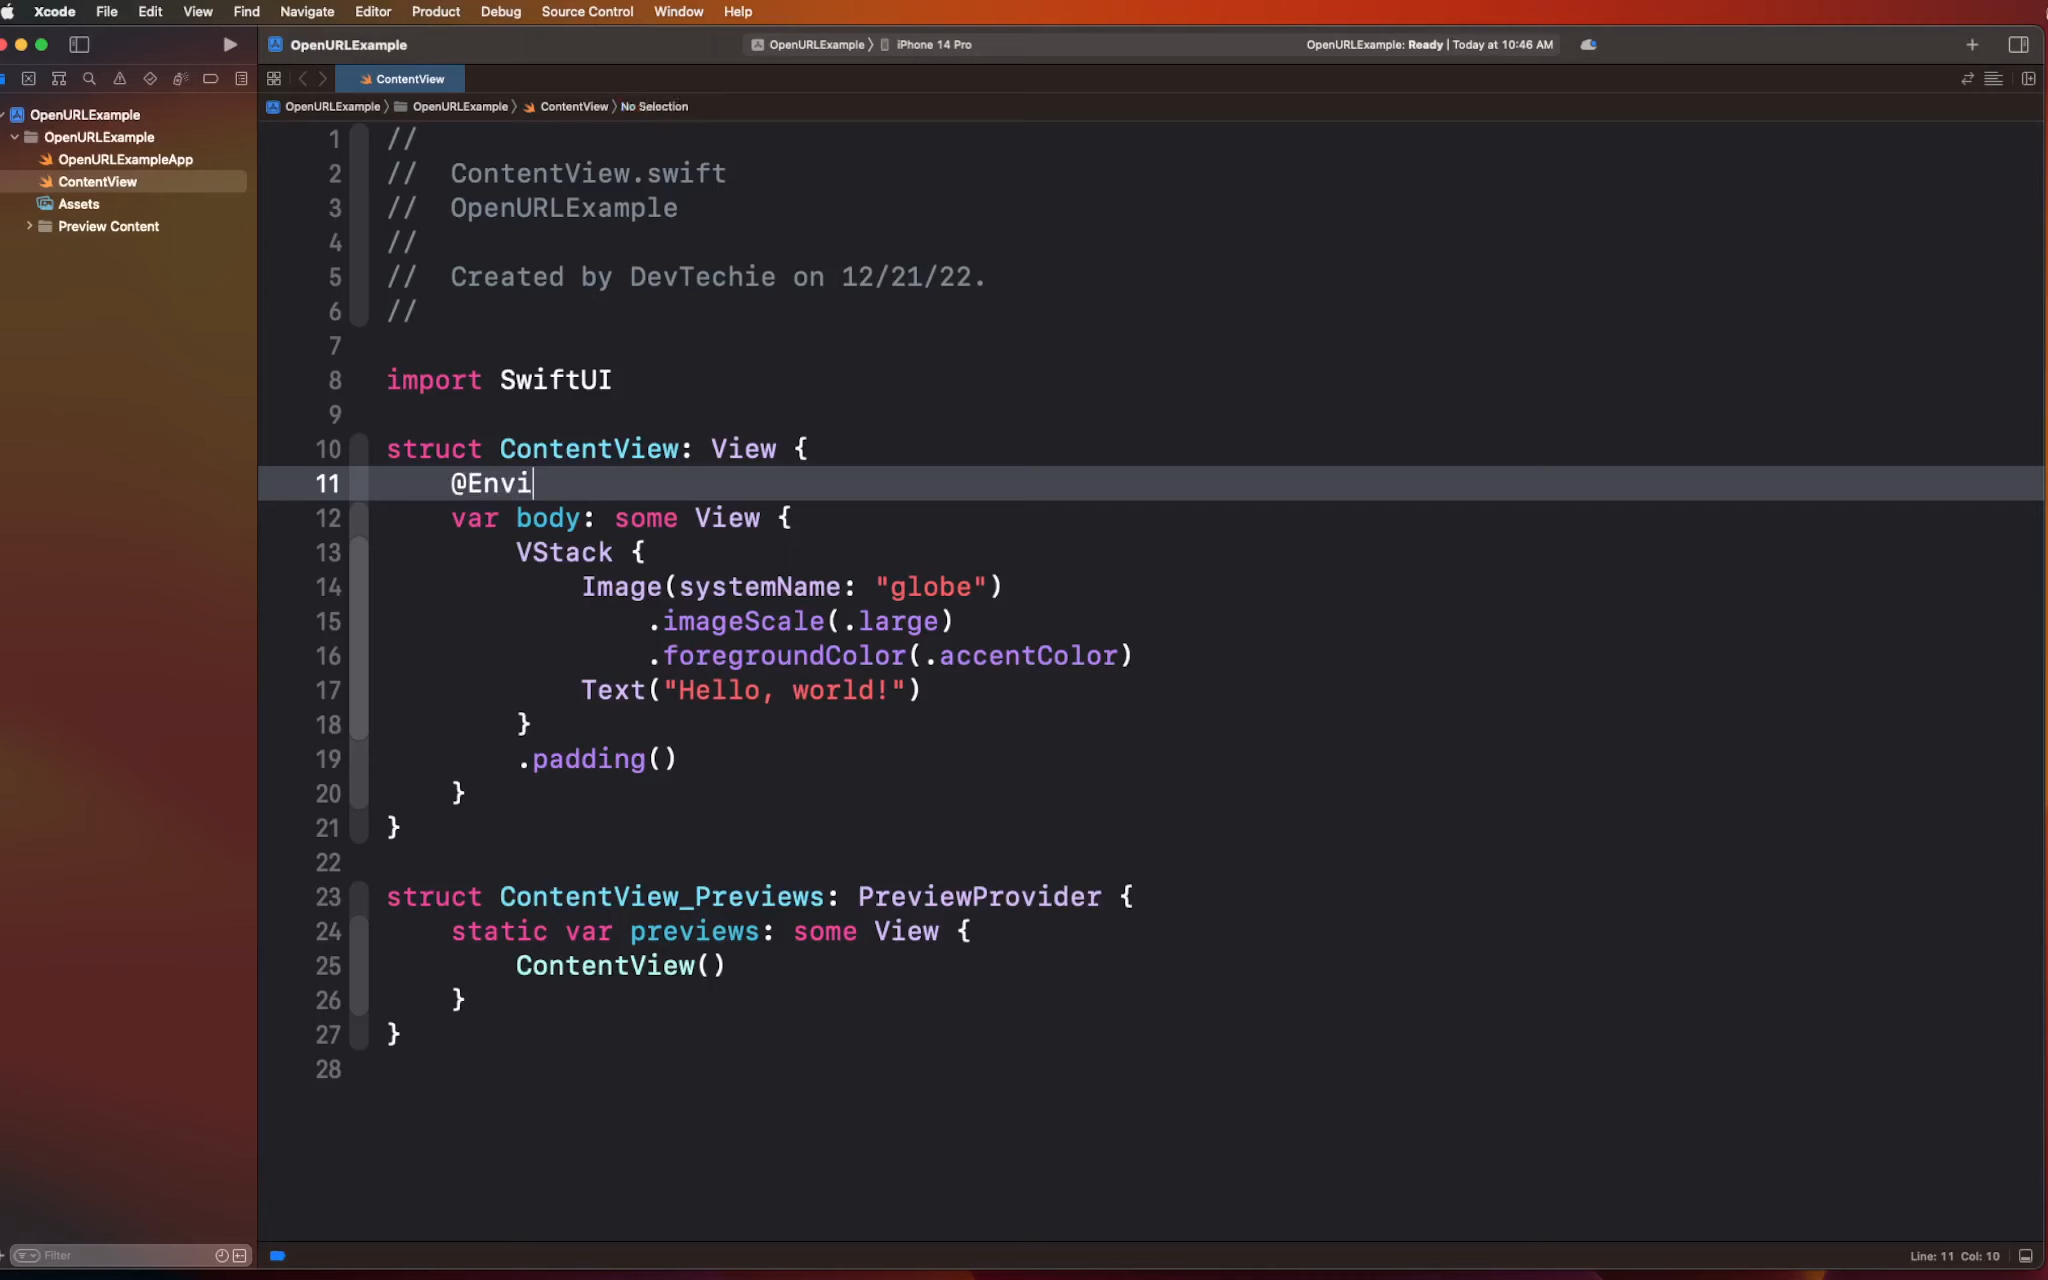 Xcode File Edit View Find Navigate Editor Product Debug Source Control Window Help
OpenURLExample
OpenURLExample iPhone 14 Pro
OpenURLExample: Ready | Today at 10:46 AM
ContentView
OpenURLExample OpenURLExample ContentView No Selection
OpenURLExample
OpenURLExample
OpenURLExampleApp
ContentView
Assets
Preview Content
1 //
2 //  ContentView.swift
3 //  OpenURLExample
4 //
5 //  Created by DevTechie on 12/21/22.
6 //
7
8 import SwiftUI
9
10 struct ContentView: View {
11     @Envi
12     var body: some View {
13         VStack {
14             Image(systemName: "globe")
15                 .imageScale(.large)
16                 .foregroundColor(.accentColor)
17             Text("Hello, world!")
18         }
19         .padding()
20     }
21 }
22
23 struct ContentView_Previews: PreviewProvider {
24     static var previews: some View {
25         ContentView()
26     }
27 }
28
Filter
Line: 11 Col: 10